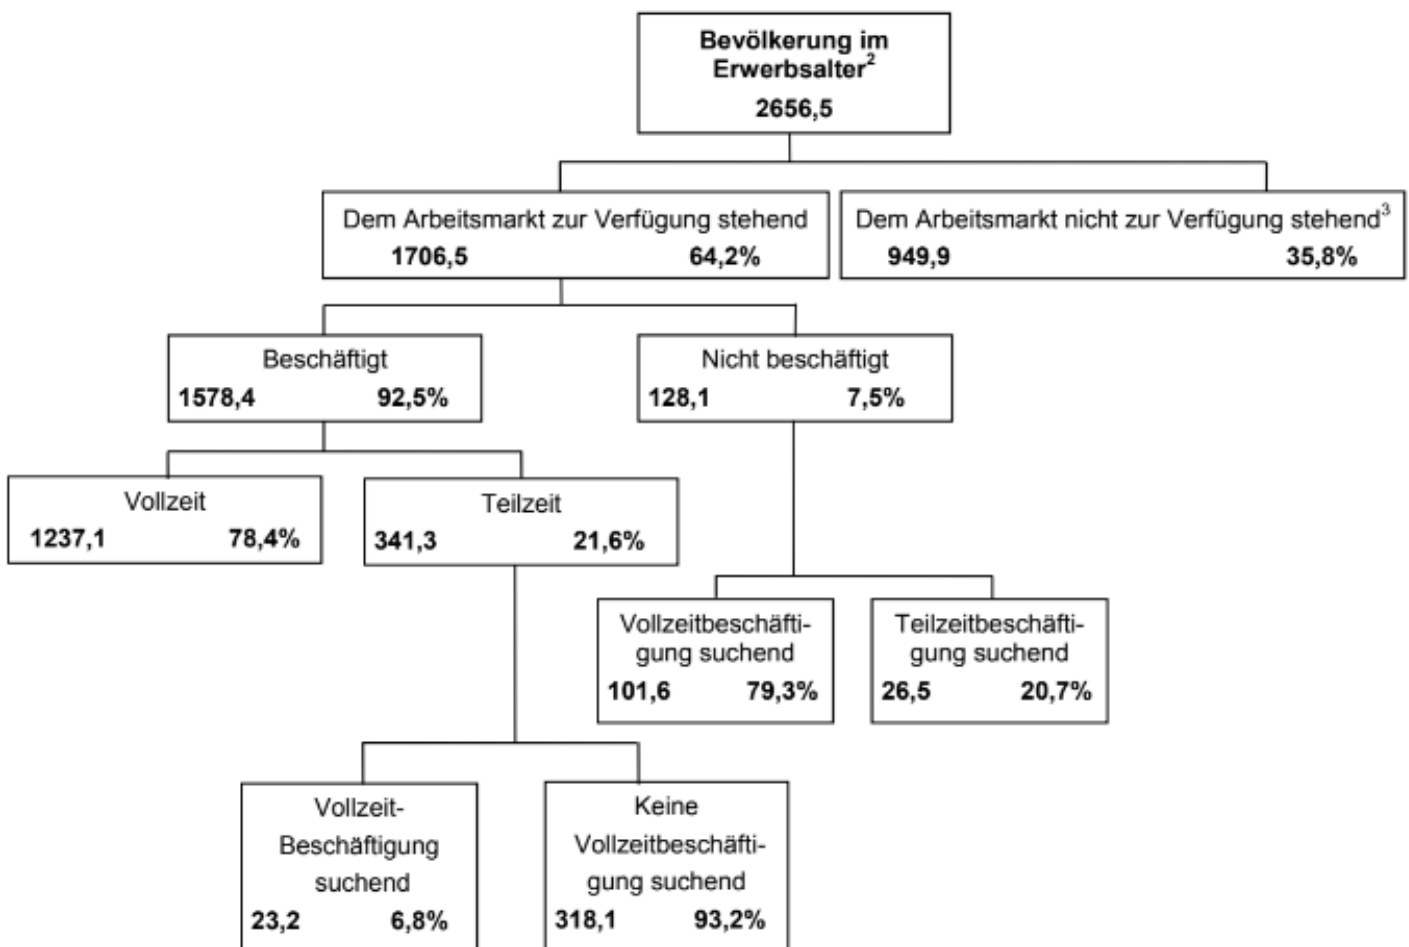 Bevölkerung im
Erwerbsalter²
2656,5
Dem Arbeitsmarkt zur Verfügung stehend
1706,5 64,2%
Dem Arbeitsmarkt nicht zur Verfügung stehend³
949,9 35,8%
Beschäftigt
1578,4 92,5%
Nicht beschäftigt
128,1 7,5%
Vollzeit
1237,1 78,4%
Teilzeit
341,3 21,6%
Vollzeitbeschäfti-
gung suchend
101,6 79,3%
Teilzeitbeschäfti-
gung suchend
26,5 20,7%
Vollzeit-
Beschäftigung
suchend
23,2 6,8%
Keine
Vollzeitbeschäfti-
gung suchend
318,1 93,2%